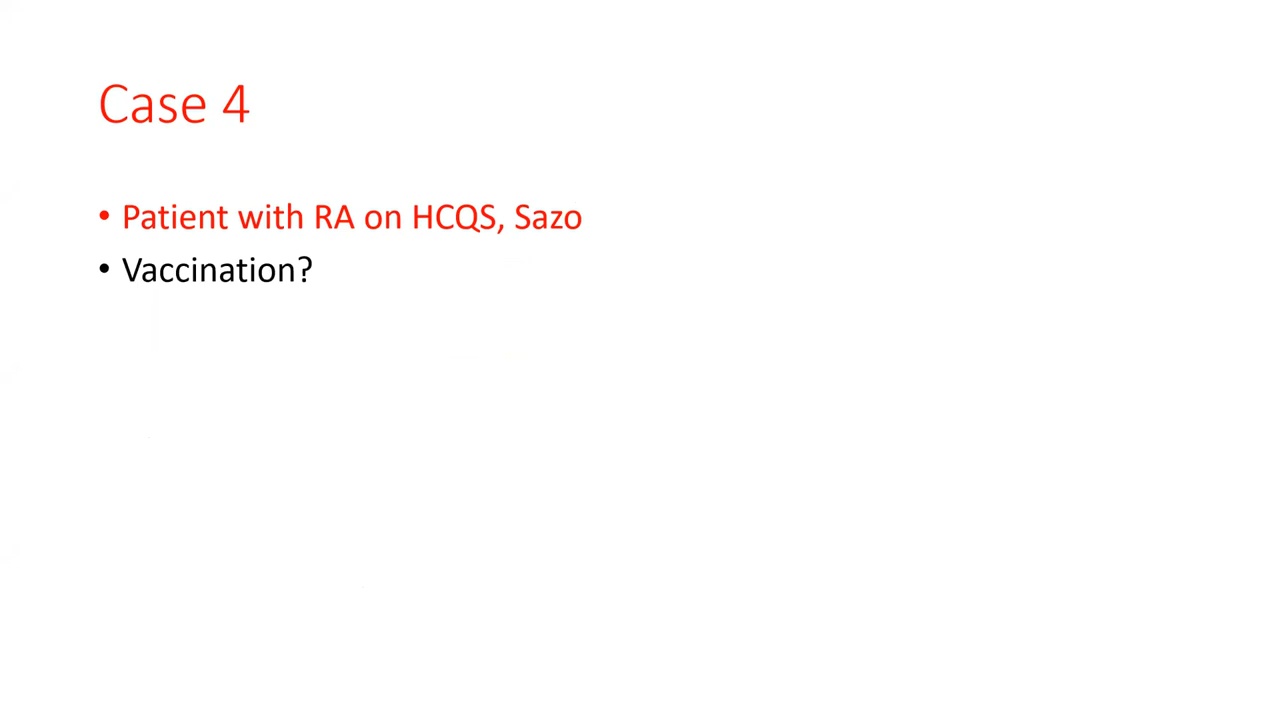 Case 4
• Patient with RA on HCQS, Sazo
• Vaccination?